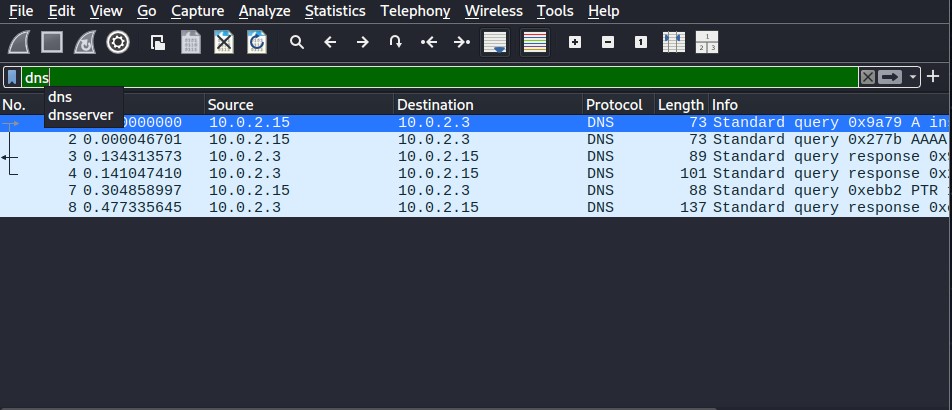 File Edit View Go Capture Analyze Statistics Telephony Wireless Tools Help
dns
dns
dnsserver
No. Source Destination Protocol Length Info
0000000 10.0.2.15 10.0.2.3 DNS 73 Standard query 0x9a79 A in
2 0.000046701 10.0.2.15 10.0.2.3 DNS 73 Standard query 0x277b AAAA
3 0.134313573 10.0.2.3 10.0.2.15 DNS 89 Standard query response 0x
4 0.141047410 10.0.2.3 10.0.2.15 DNS 101 Standard query response 0x
7 0.304858997 10.0.2.15 10.0.2.3 DNS 88 Standard query 0xebb2 PTR
8 0.477335645 10.0.2.3 10.0.2.15 DNS 137 Standard query response 0x